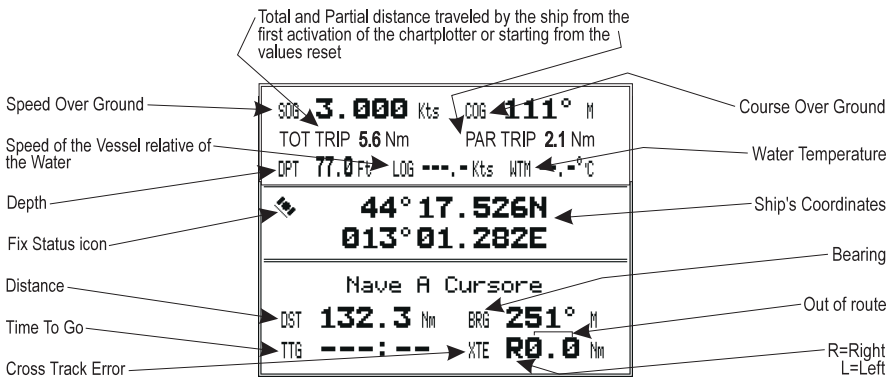 Total and Partial distance traveled by the ship from the
first activation of the chartplotter or starting from the
values reset
Speed Over Ground
SOG 3.000 Kts COG 111° M
Course Over Ground
TOT TRIP 5.6 Nm PAR TRIP 2.1 Nm
Speed of the Vessel relative of
the Water
DPT 77.0 Ft LOG ---.- Kts WTM --.-°C
Water Temperature
Depth
44°17.526N
013°01.282E
Ship's Coordinates
Fix Status icon
Bearing
Nave A Cursore
Distance
DST 132.3 Nm BRG 251° M
Out of route
Time To Go
TTG ---:-- XTE R0.0 Nm
Cross Track Error
R=Right
L=Left